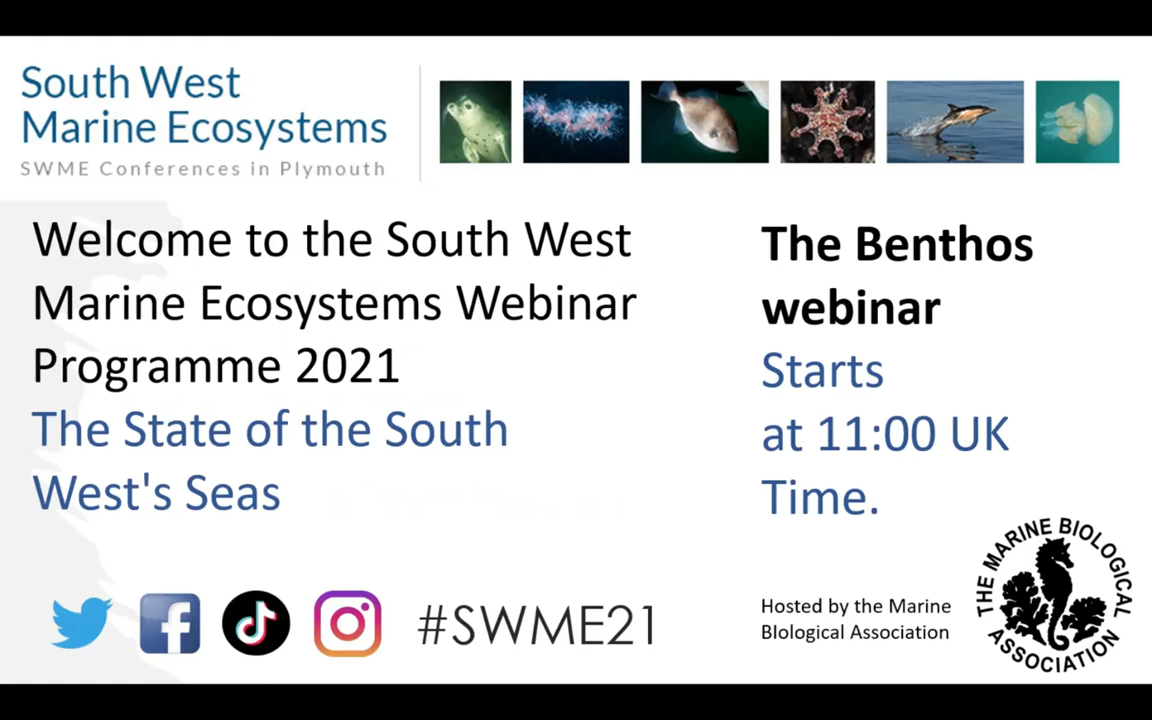 South West
Marine Ecosystems
SWME Conferences in Plymouth
Welcome to the South West
Marine Ecosystems Webinar
Programme 2021
The State of the South
West's Seas
The Benthos
webinar
Starts
at 11:00 UK
Time.
#SWME21
Hosted by the Marine
BIological Association
THE MARINE BIOLOGICAL
ASSOCIATION